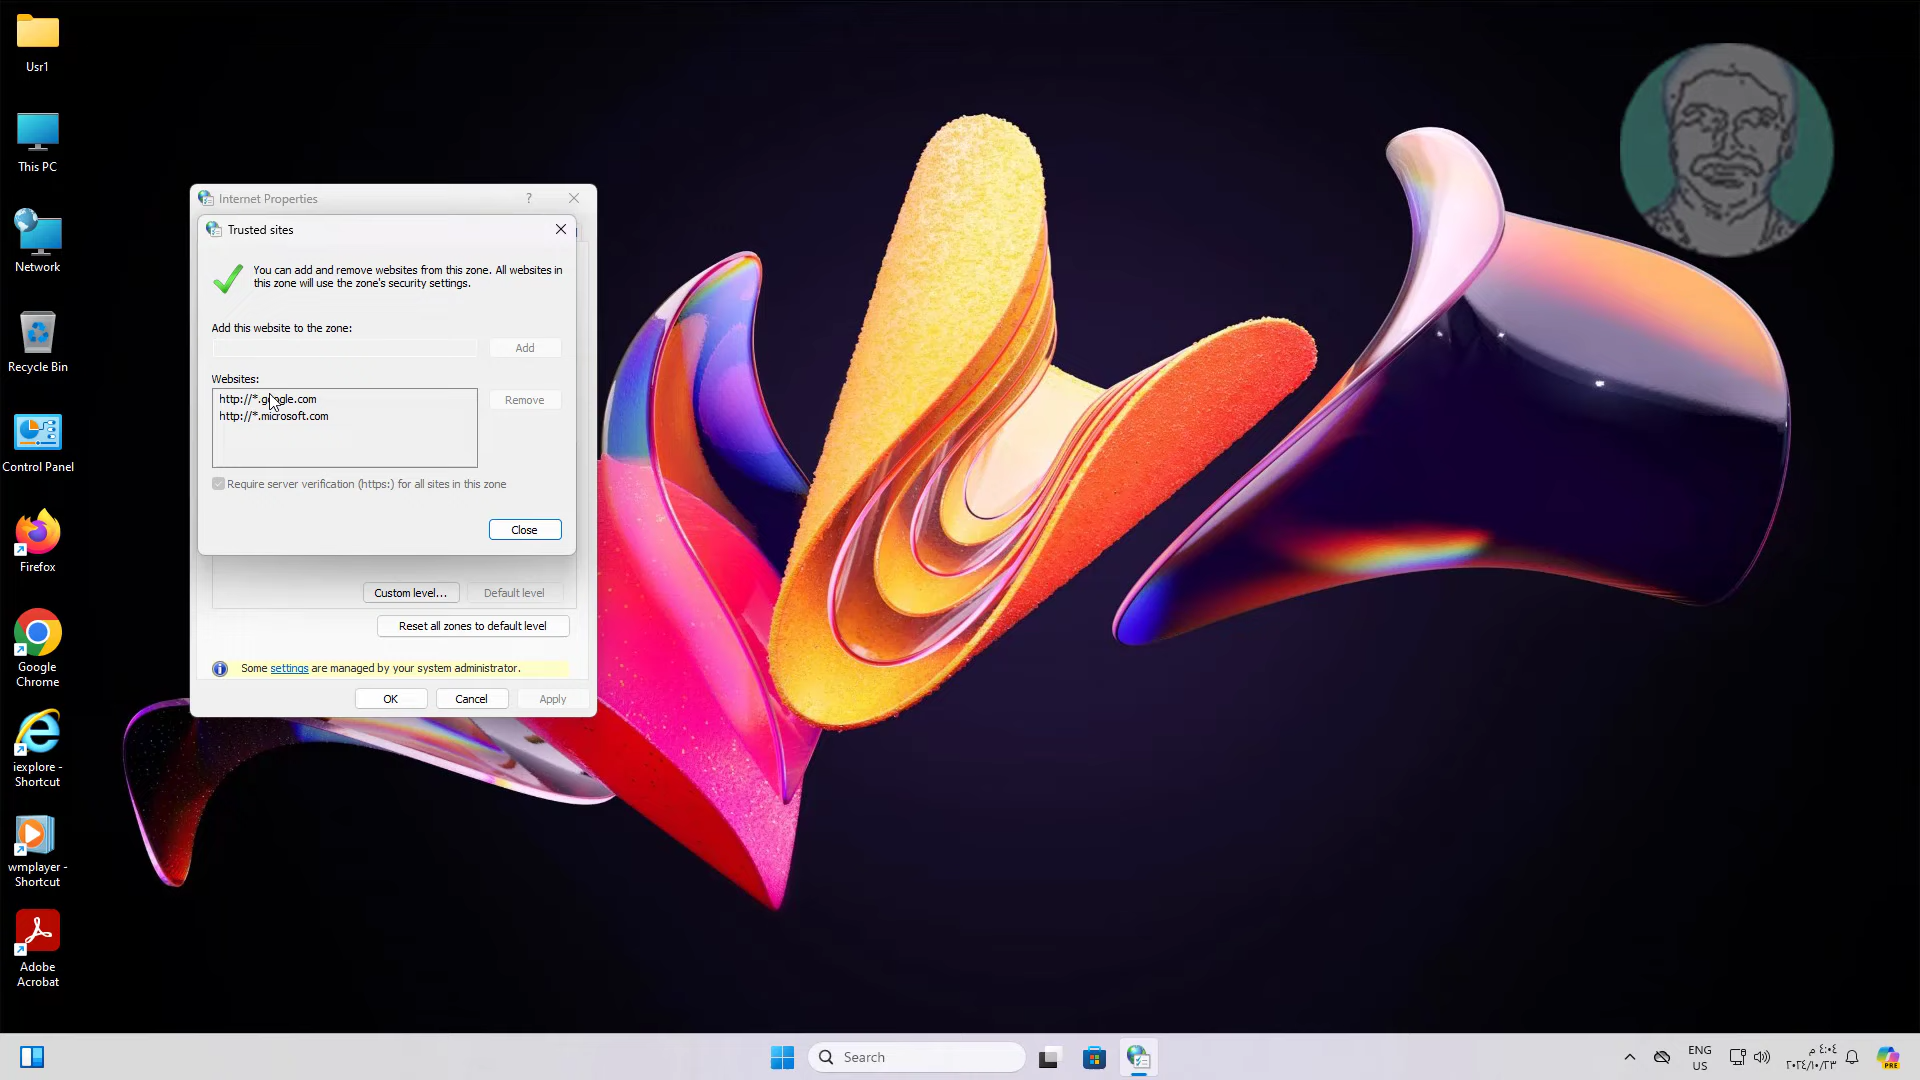 Usr1
This PC
Network
Recycle Bin
Control Panel
Firefox
Google
Chrome
iexplore -
Shortcut
wmplayer -
Shortcut
Adobe
Acrobat
Internet Properties
?
Trusted sites
You can add and remove websites from this zone. All websites in
this zone will use the zone's security settings.
Add this website to the zone:
Add
Websites:
http://*.google.com
http://*.microsoft.com
Remove
Require server verification (https:) for all sites in this zone
Close
Custom level...
Default level
Reset all zones to default level
Some settings are managed by your system administrator.
OK
Cancel
Apply
Search
ENG
US
٤:٠٤ م
٢٠٢٤/١٠/٢٣
PRE